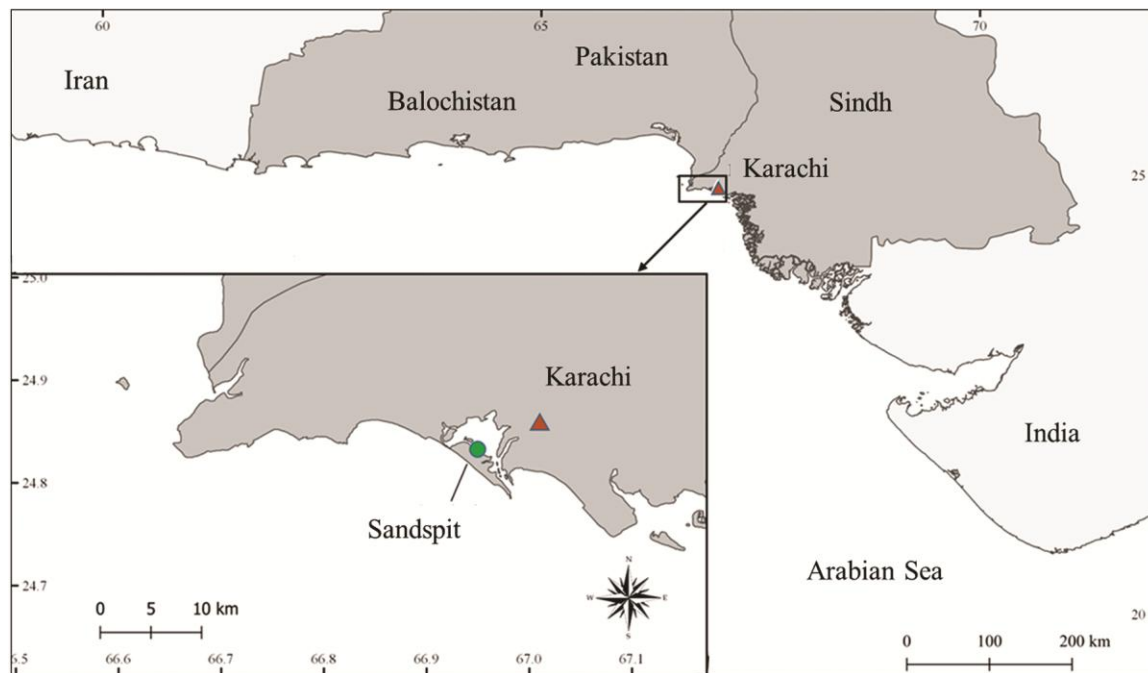 60
65
70
Iran
Pakistan
Balochistan
Sindh
Karachi
25
25.0
24.9
Karachi
24.8
India
Sandspit
Arabian Sea
24.7
N
W
E
S
0 5 10 km
20
0 100 200 km
6.5 66.6 66.7 66.8 66.9 67.0 67.1